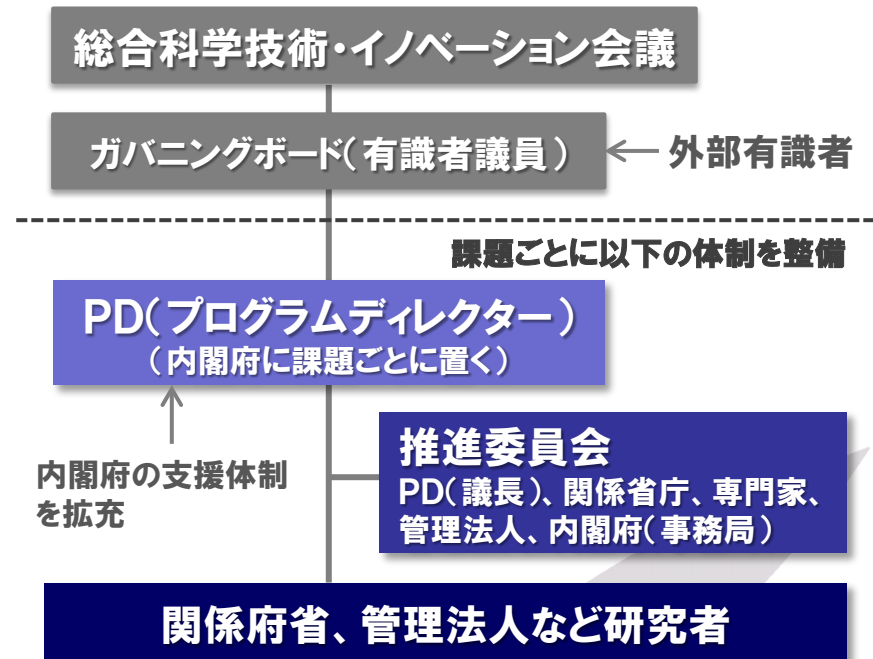 総合科学技術・イノベーション会議
ガバニングボード(有識者議員)
外部有識者
課題ごとに以下の体制を整備
PD(プログラムディレクター)
(内閣府に課題ごとに置く)
内閣府の支援体制
を拡充
推進委員会
PD(議長)、関係省庁、専門家、
管理法人、内閣府(事務局)
関係府省、管理法人など研究者